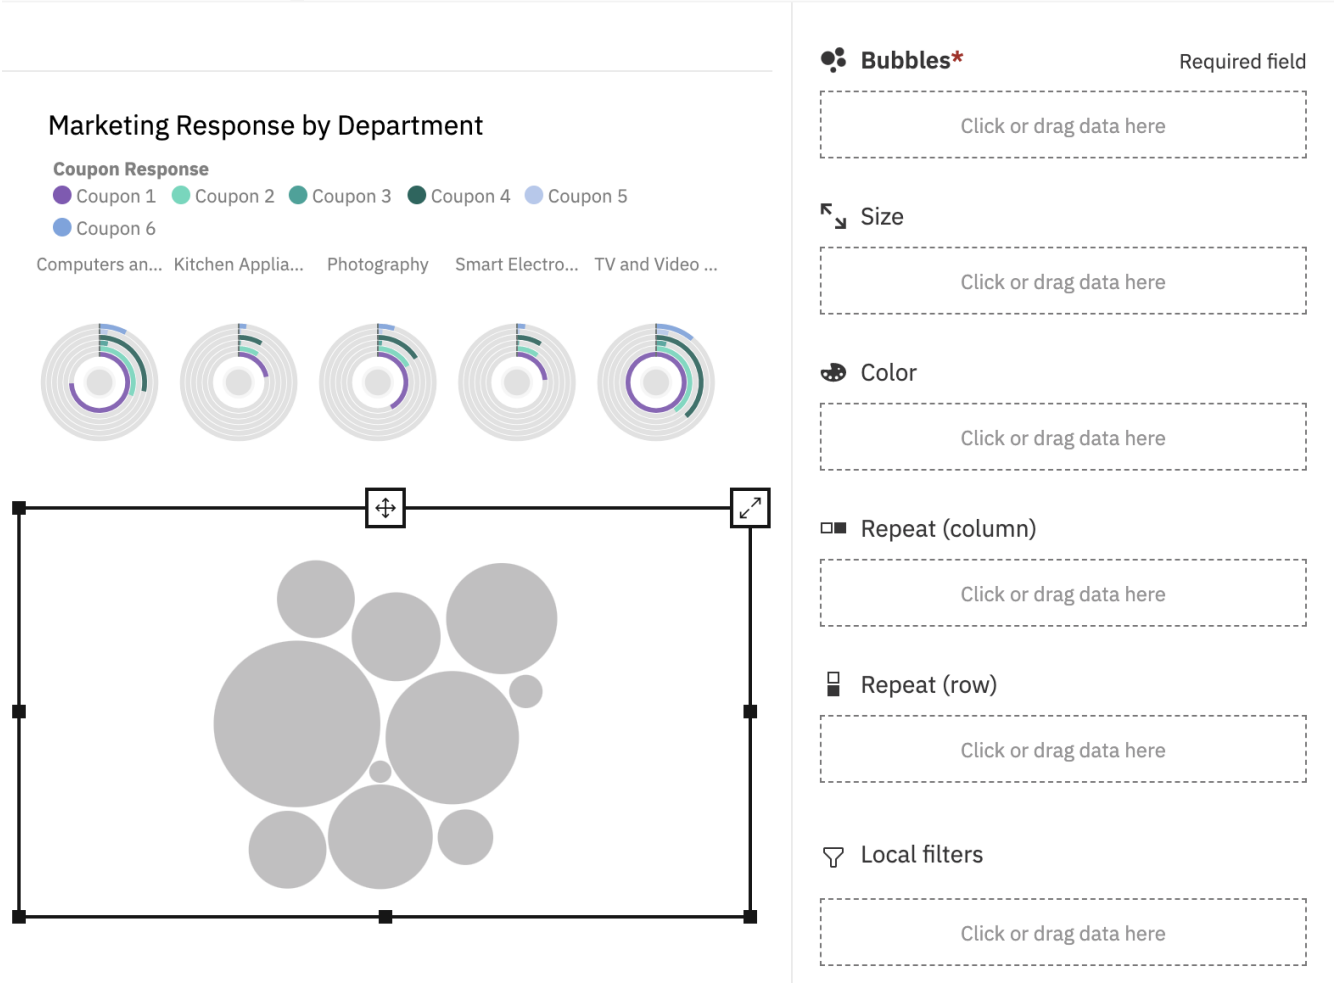 Marketing Response by Department
Coupon Response
Coupon 1 Coupon 2 Coupon 3 Coupon 4 Coupon 5
Coupon 6
Computers an... Kitchen Applia... Photography Smart Electro... TV and Video ...
Bubbles* Required field
Click or drag data here
Size
Click or drag data here
Color
Click or drag data here
Repeat (column)
Click or drag data here
Repeat (row)
Click or drag data here
Local filters
Click or drag data here